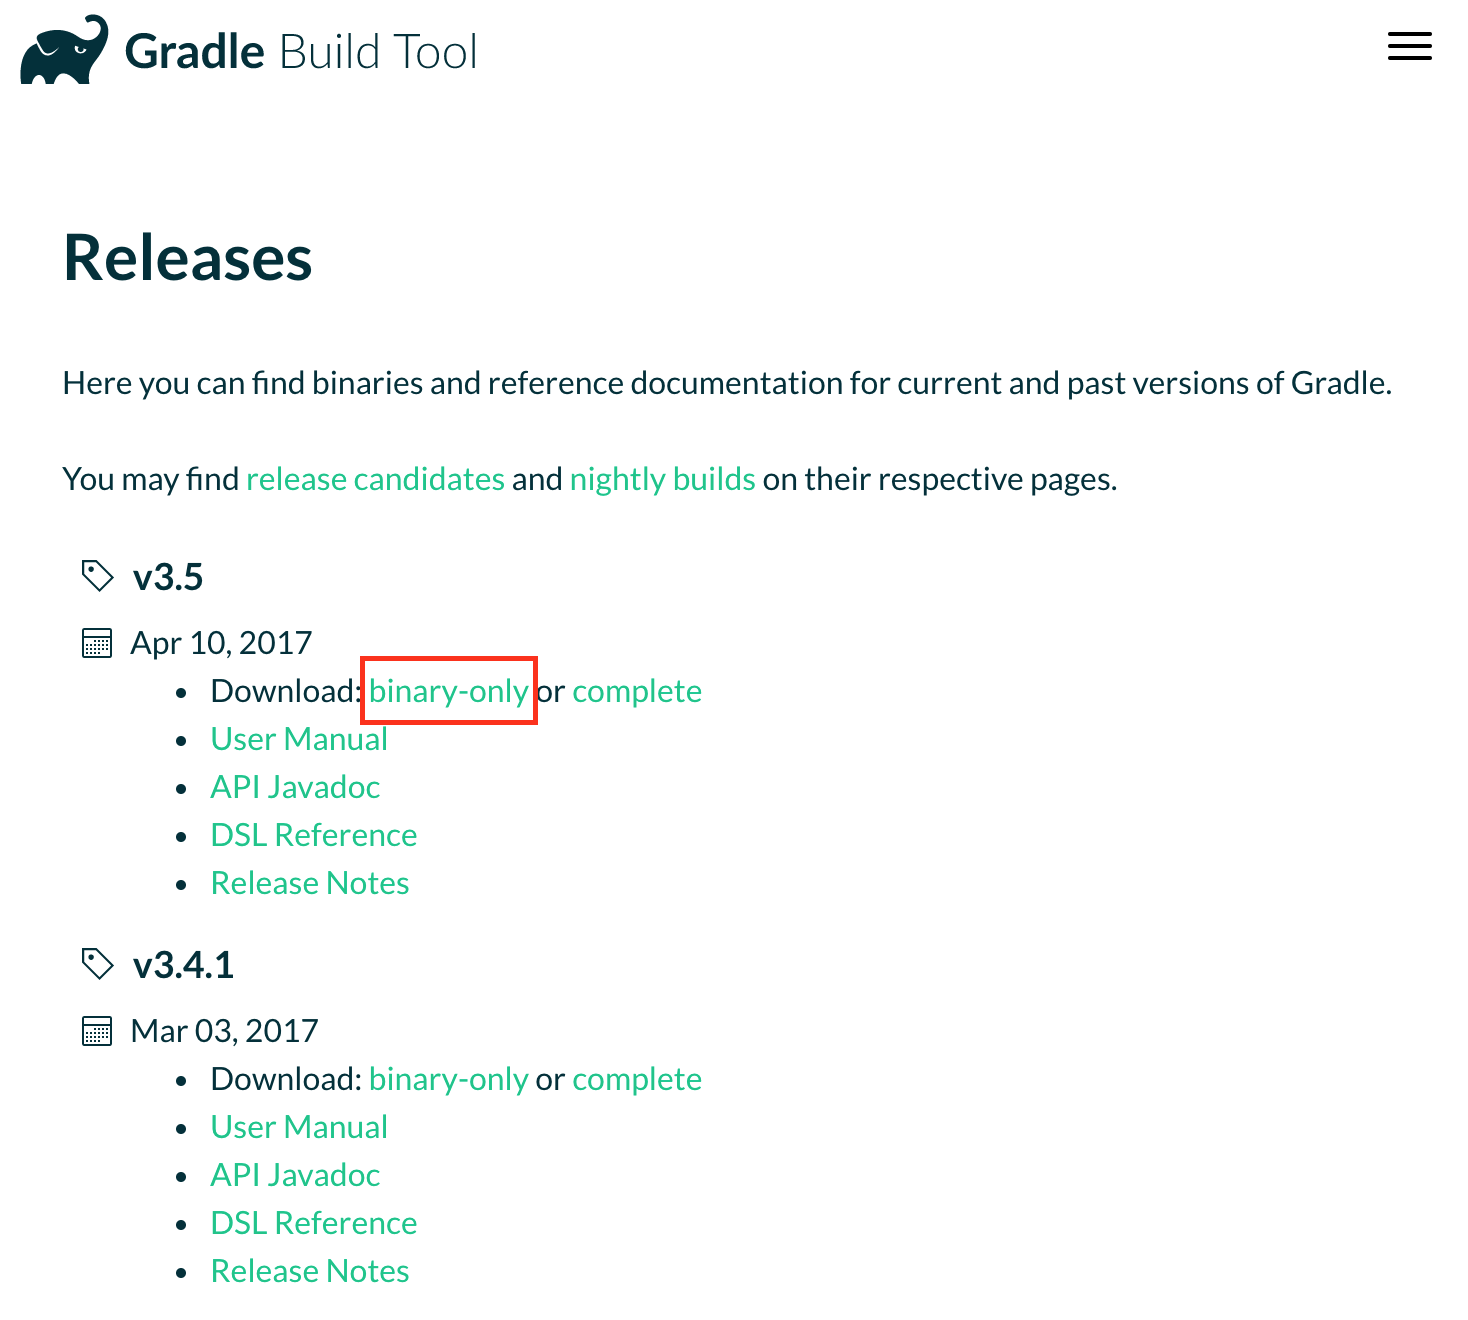 Gradle Build Tool
Releases
Here you can find binaries and reference documentation for current and past versions of Gradle.
You may find release candidates and nightly builds on their respective pages.
v3.5
Apr 10, 2017
• Download: binary-only or complete
• User Manual
• API Javadoc
• DSL Reference
• Release Notes
v3.4.1
Mar 03, 2017
• Download: binary-only or complete
• User Manual
• API Javadoc
• DSL Reference
• Release Notes